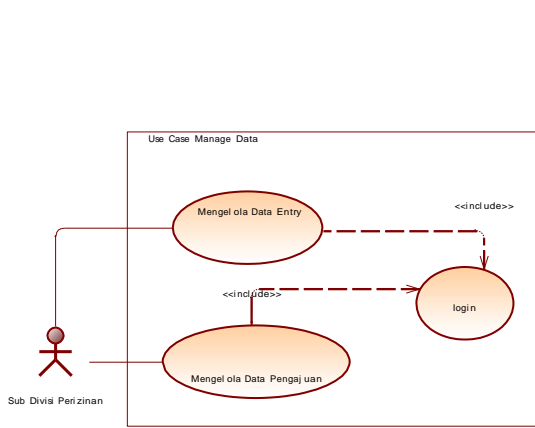 Use Case Manage Data
<<include>>
Mengelola Data Entry
<<include>>
login
Mengelola Data Pengajuan
Sub Divisi Perizinan